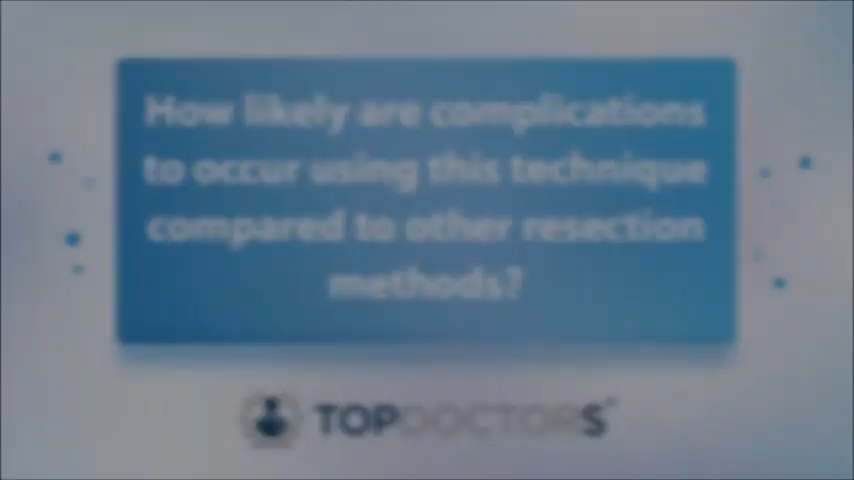 How likely are complications
to occur using this technique
compared to other resection
methods?
TOPDOCTORS